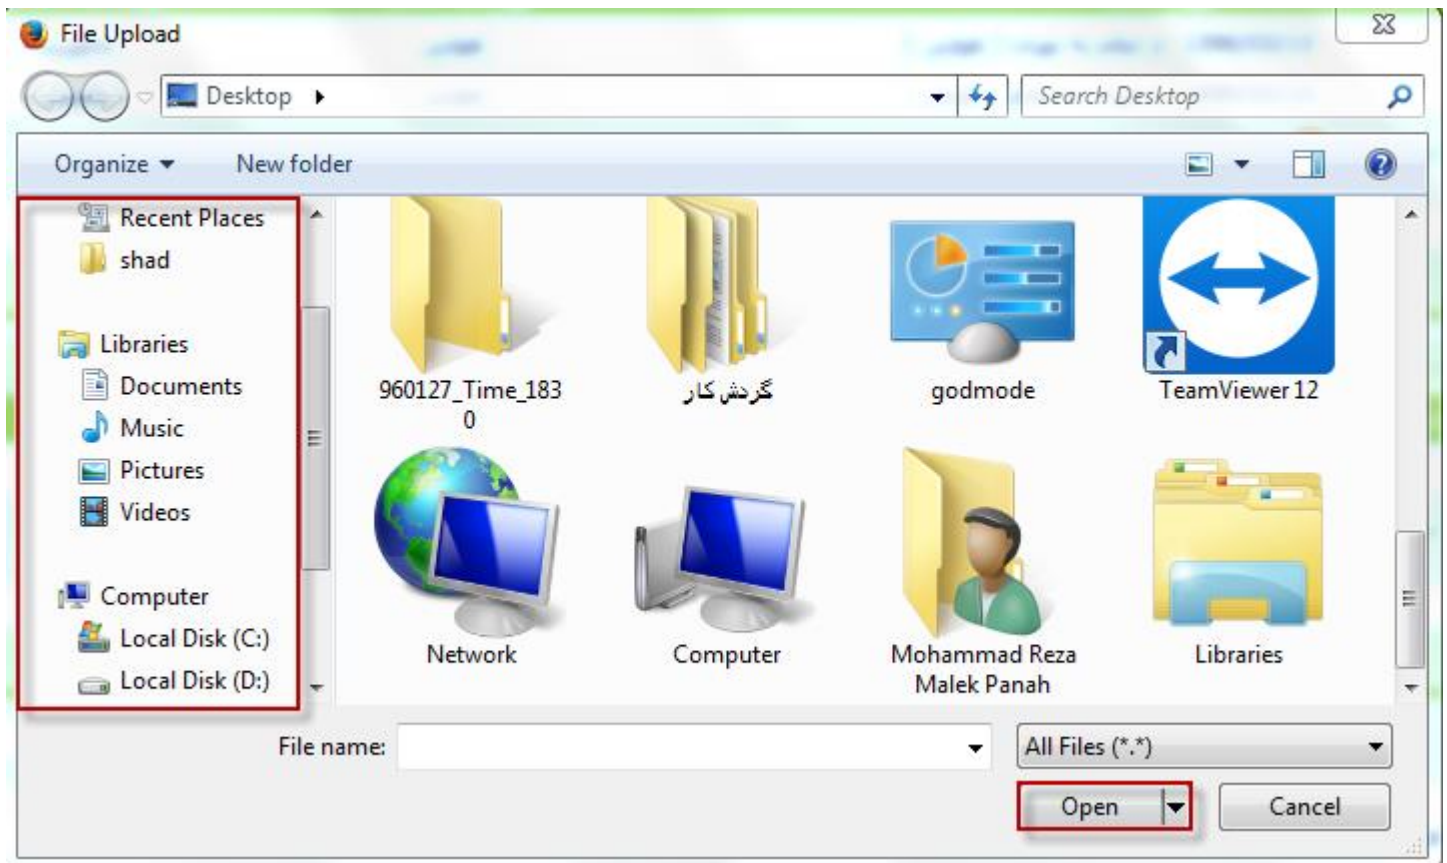 File Upload
Desktop
Search Desktop
Organize
New folder
Recent Places
shad
Libraries
Documents
Music
Pictures
Videos
Computer
Local Disk (C:)
Local Disk (D:)
960127_Time_183
0
گردش کار
godmode
TeamViewer 12
Network
Computer
Mohammad Reza
Malek Panah
Libraries
File name:
All Files (*.*)
Open
Cancel